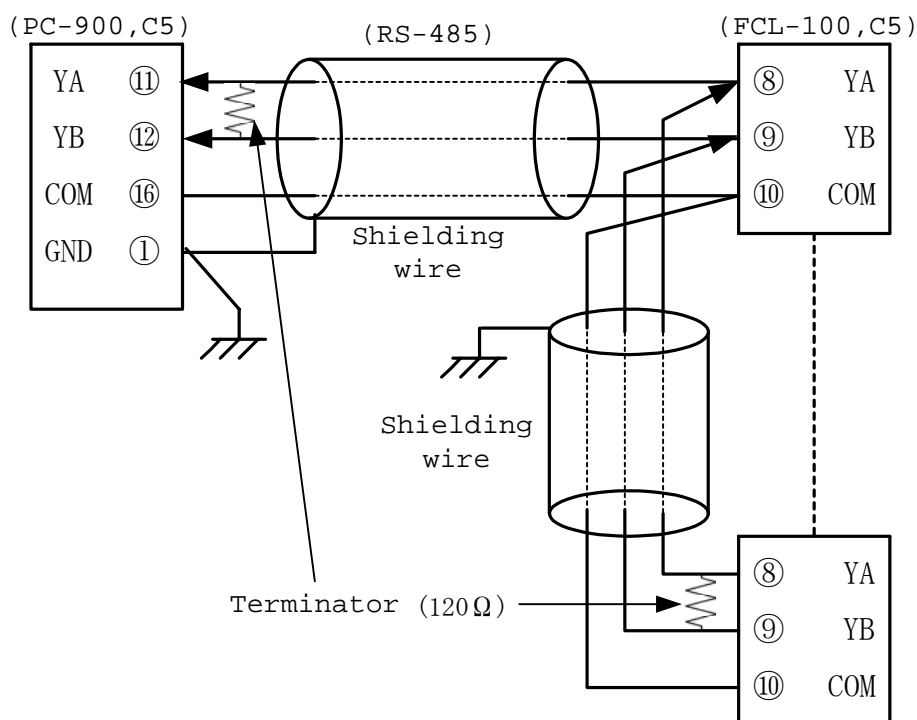 (PC-900,C5)
(RS-485)
(FCL-100,C5)
YA ⑪
YB ⑫
COM ⑯
GND ①
⑧ YA
⑨ YB
⑩ COM
Shielding
wire
Shielding
wire
Terminator (120Ω)
⑧ YA
⑨ YB
⑩ COM